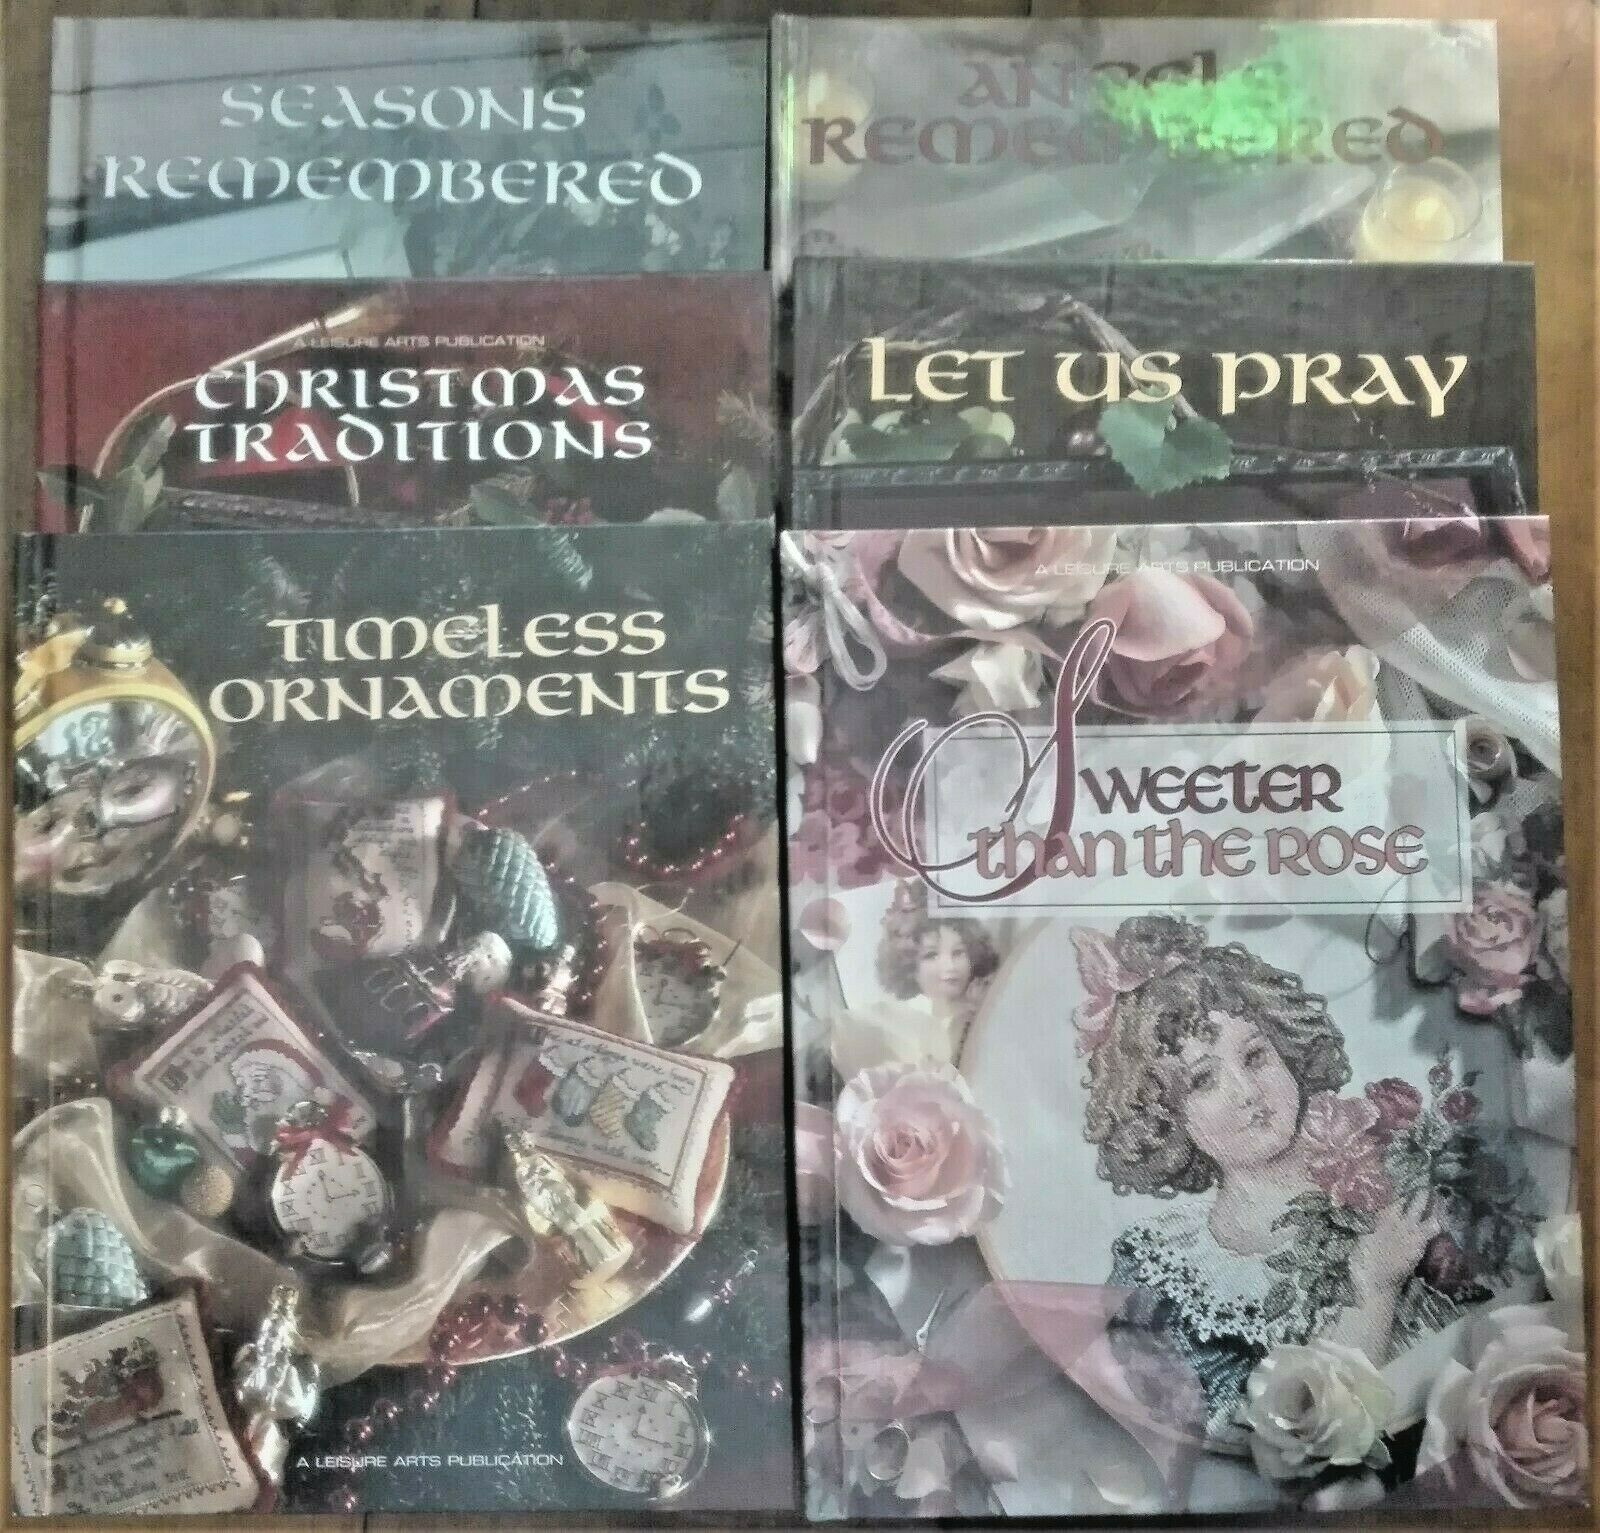 SEASONS
REMEMBERED
ANGELS
REMEMBERED
A LEISURE ARTS PUBLICATION
CHRISTMAS
TRADITIONS
LET US PRAY
TIMELESS
ORNAMENTS
A LEISURE ARTS PUBLICATION
A LEISURE ARTS PUBLICATION
SWEETER
than the ROSE